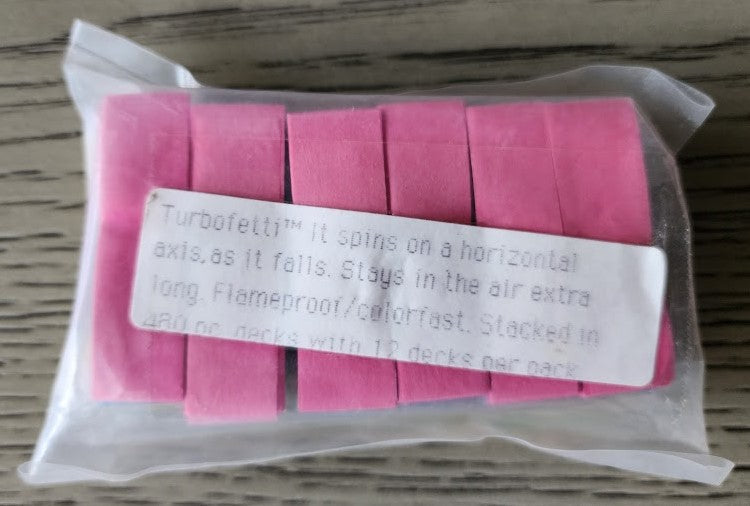 Turbofetti™ It spins on a horizontal
axis,as it falls. Stays in the air extra
long. Flameproof/colorfast. Stacked in
480 pc. decks with 12 decks per pack